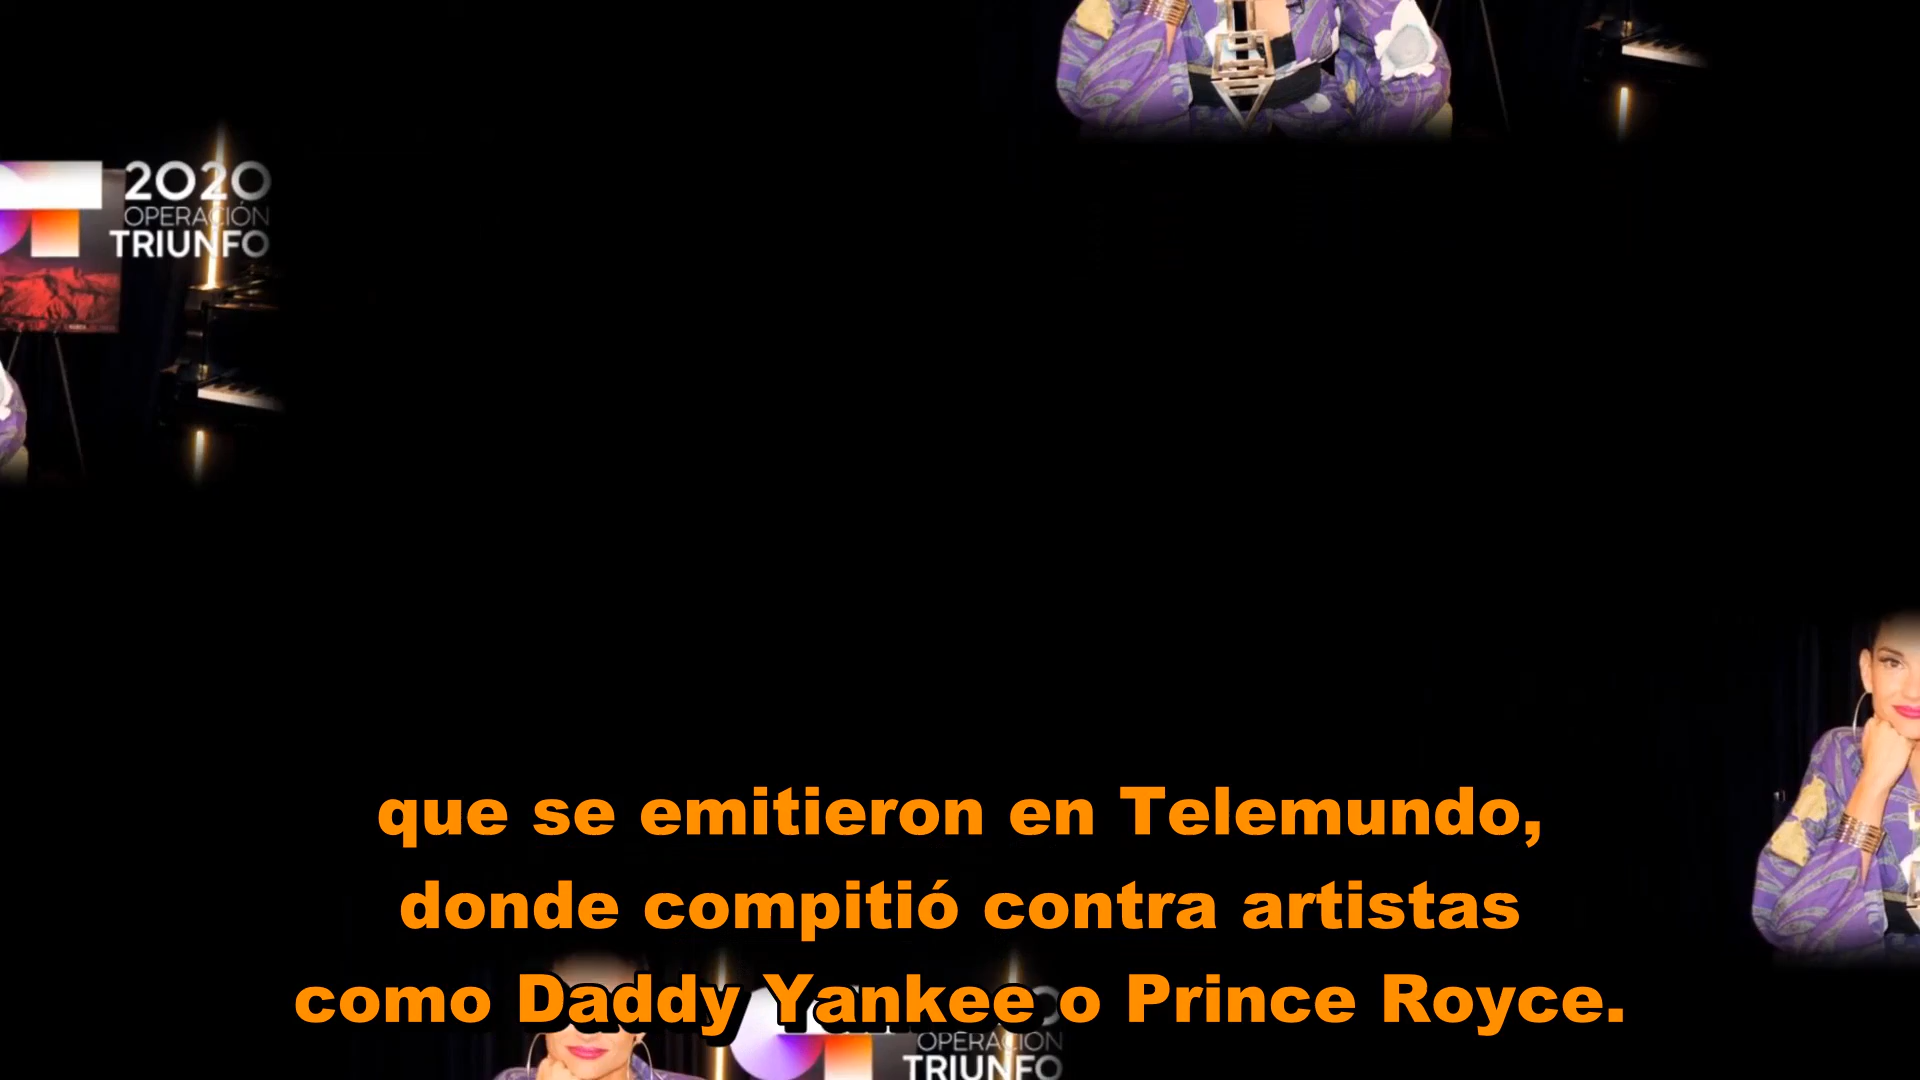 2020
OPERACIÓN
TRIUNFO
que se emitieron en Telemundo,
donde compitió contra artistas
como Daddy Yankee o Prince Royce.
OPERACIÓN
TRIUNFO